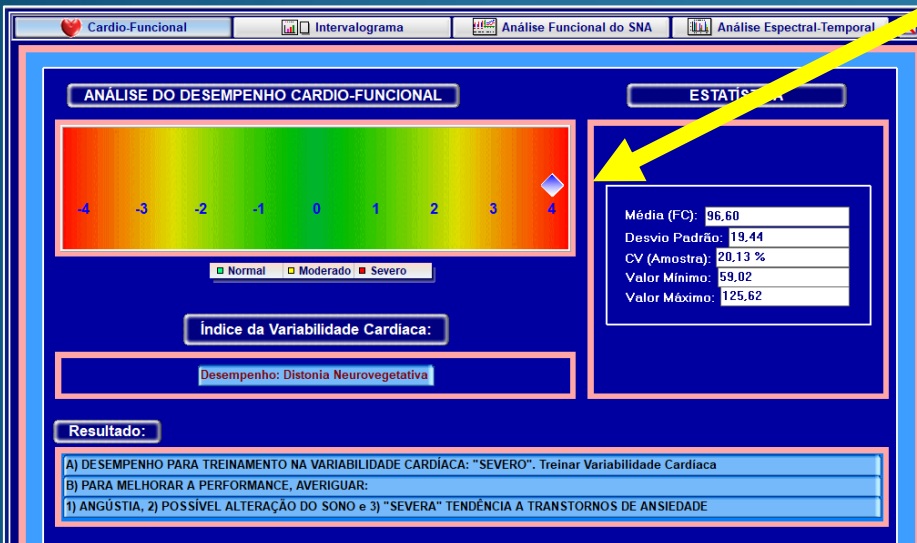 Cardio-Funcional
Intervalograma
Análise Funcional do SNA
Análise Espectral-Temporal
ANÁLISE DO DESEMPENHO CARDIO-FUNCIONAL
-4 -3 -2 -1 0 1 2 3 4
Normal Moderado Severo
Índice da Variabilidade Cardíaca:
Desempenho: Distonia Neurovegetativa
Média (FC): 96,60
Desvio Padrão: 19,44
CV (Amostra): 20,13 %
Valor Mínimo: 59,02
Valor Máximo: 125,62
Resultado:
A) DESEMPENHO PARA TREINAMENTO NA VARIABILIDADE CARDÍACA: "SEVERO". Treinar Variabilidade Cardíaca
B) PARA MELHORAR A PERFORMANCE, AVERIGUAR:
1) ANGÚSTIA, 2) POSSÍVEL ALTERAÇÃO DO SONO e 3) "SEVERA" TENDÊNCIA A TRANSTORNOS DE ANSIEDADE